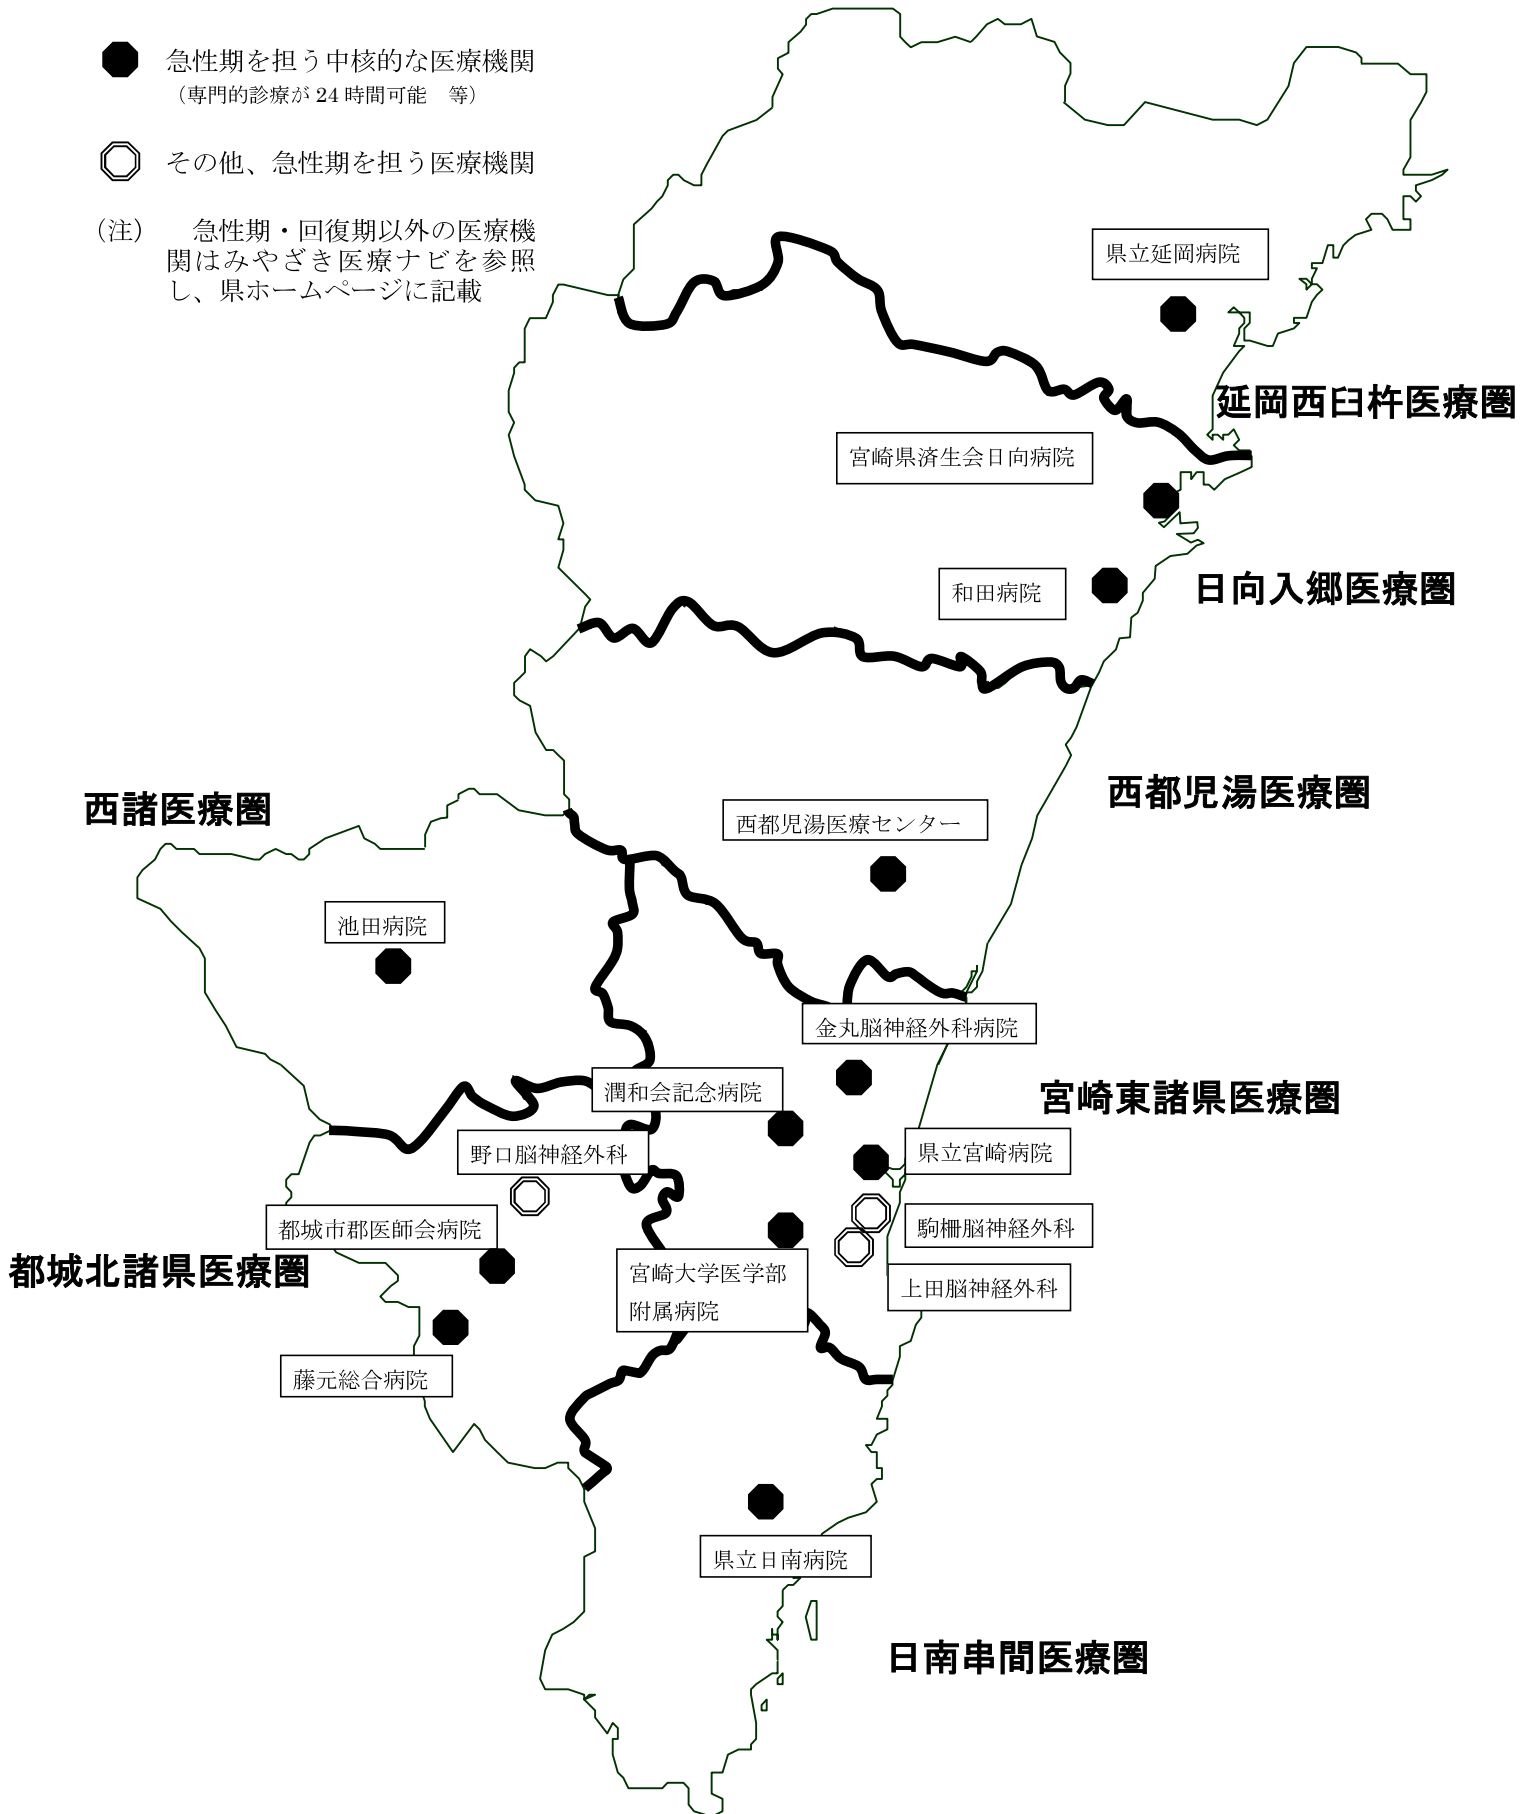 急性期を担う中核的な医療機関
（専門的診療が 24 時間可能　等）
その他、急性期を担う医療機関
（注）　急性期・回復期以外の医療機
関はみやざき医療ナビを参照
し、県ホームページに記載
県立延岡病院
延岡西臼杵医療圏
宮崎県済生会日向病院
和田病院
日向入郷医療圏
西都児湯医療圏
西諸医療圏
西都児湯医療センター
池田病院
金丸脳神経外科病院
潤和会記念病院
宮崎東諸県医療圏
野口脳神経外科
県立宮崎病院
都城市郡医師会病院
駒柵脳神経外科
都城北諸県医療圏
宮崎大学医学部
附属病院
上田脳神経外科
藤元総合病院
県立日南病院
日南串間医療圏